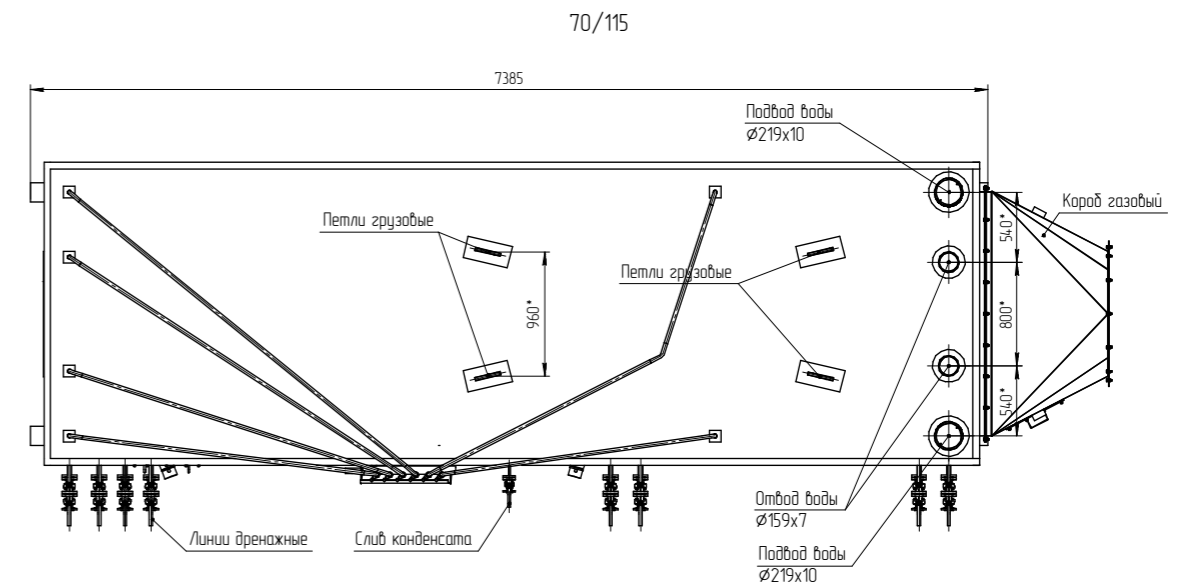 70/115
7385
Подвод воды
Ø219х10
Короб газовый
540*
Петли грузовые
Петли грузовые
960*
800*
540*
Отвод воды
Ø159х7
Линии дренажные
Слив конденсата
Подвод воды
Ø219х10